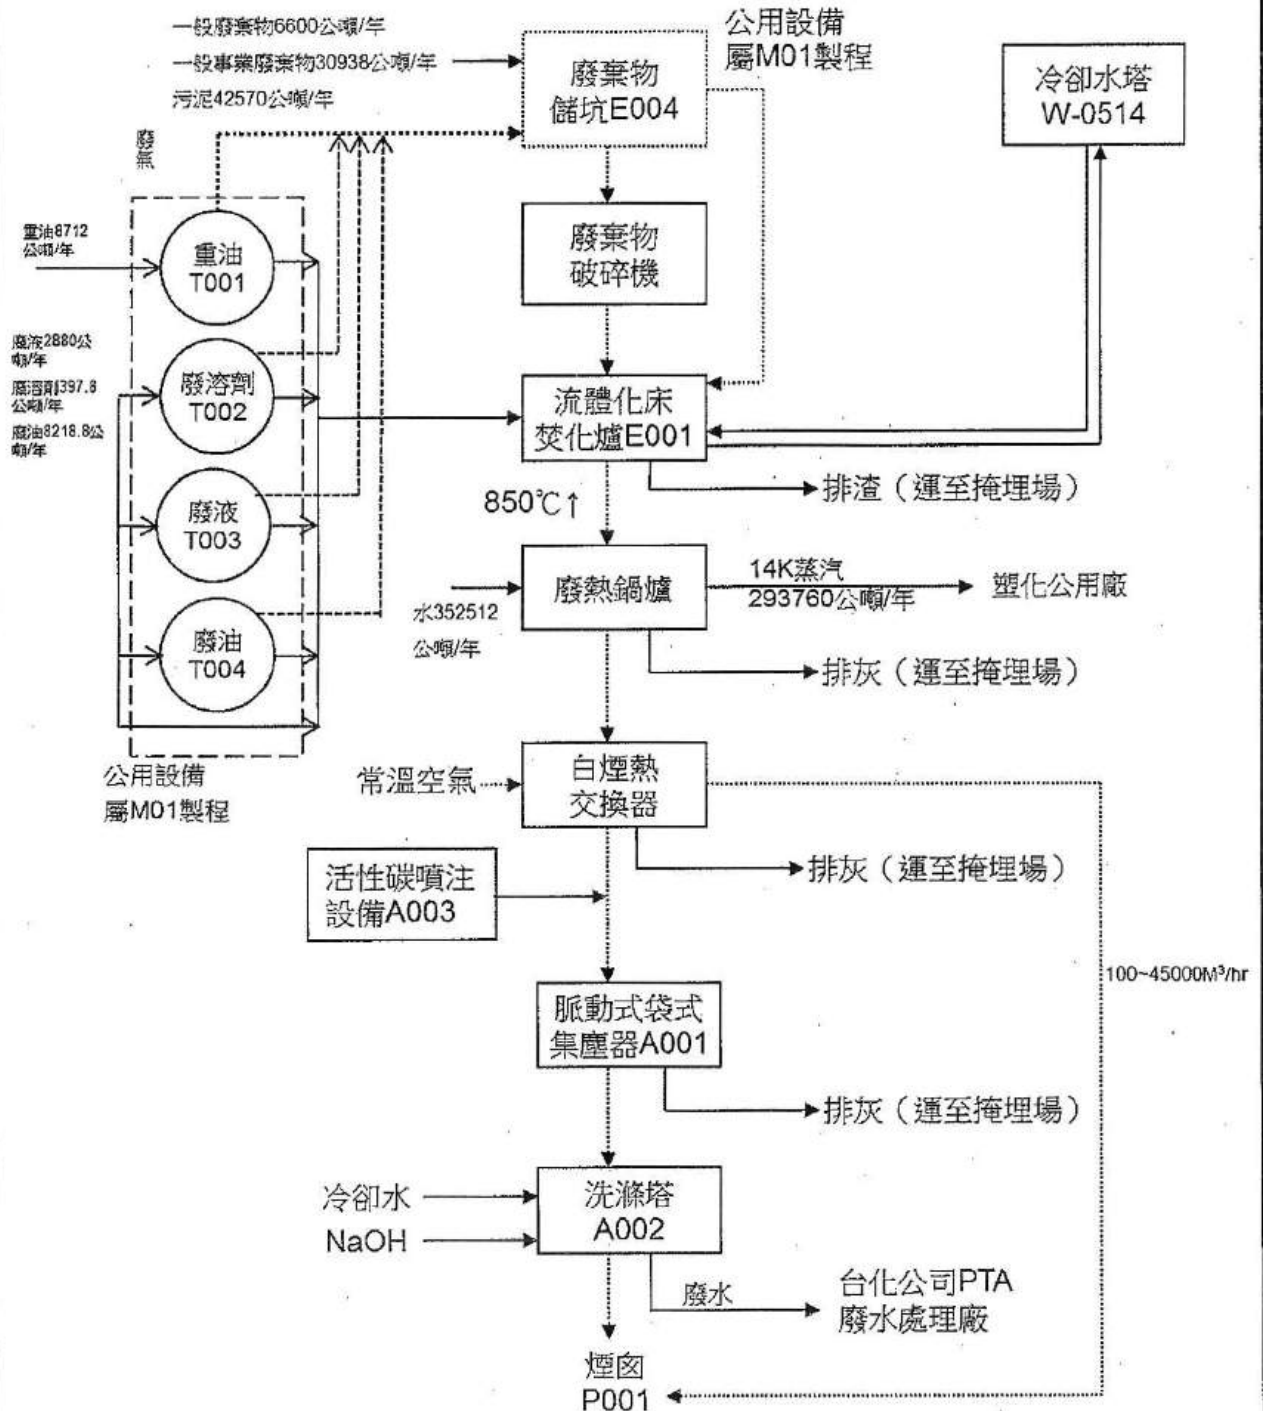 一般廢棄物6600公噸/年
一般事業廢棄物30938公噸/年
污泥42570公噸/年
廢氣
廢棄物
儲坑E004
公用設備
屬M01製程
冷卻水塔
W-0514
重油8712
公噸/年
重油
T001
廢棄物
破碎機
廢液2880公
噸/年
廢溶劑397.8
公噸/年
廢油8218.8公
噸/年
廢溶劑
T002
流體化床
焚化爐E001
排渣（運至掩埋場）
850℃↑
廢液
T003
廢熱鍋爐
14K蒸汽
293760公噸/年
塑化公用廠
水352512
公噸/年
廢油
T004
排灰（運至掩埋場）
公用設備
屬M01製程
常溫空氣
白煙熱
交換器
排灰（運至掩埋場）
活性碳噴注
設備A003
100~45000M³/hr
脈動式袋式
集塵器A001
排灰（運至掩埋場）
冷卻水
NaOH
洗滌塔
A002
廢水
台化公司PTA
廢水處理廠
煙囪
P001